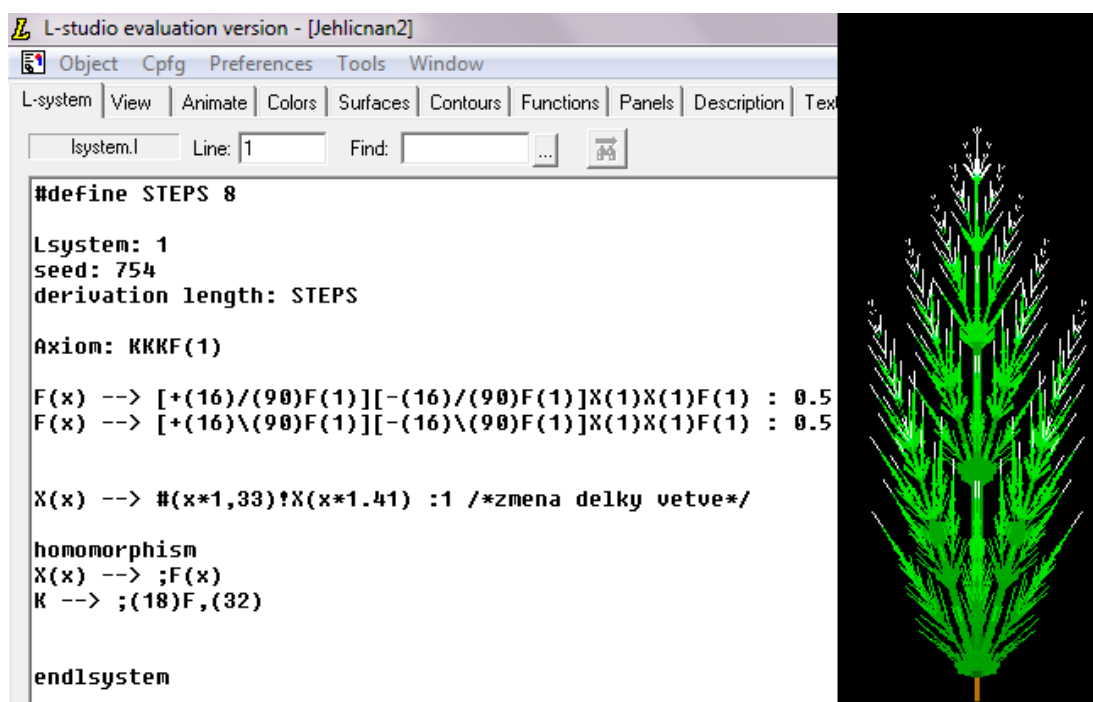 L-studio evaluation version - [Jehlicnan2]
Object Cpfg Preferences Tools Window
L-system View Animate Colors Surfaces Contours Functions Panels Description Tex
lsystem.l Line: 1 Find: ...
#define STEPS 8
Lsystem: 1
seed: 754
derivation length: STEPS
Axiom: KKKF(1)
F(x) --> [+(16)/(90)F(1)][-(16)/(90)F(1)]X(1)X(1)F(1) : 0.5
F(x) --> [+(16)\(90)F(1)][-(16)\(90)F(1)]X(1)X(1)F(1) : 0.5
X(x) --> #(x*1,33)!X(x*1.41) :1 /*zmena delky vetve*/
homomorphism
X(x) --> ;F(x)
K --> ;(18)F,(32)
endlsystem